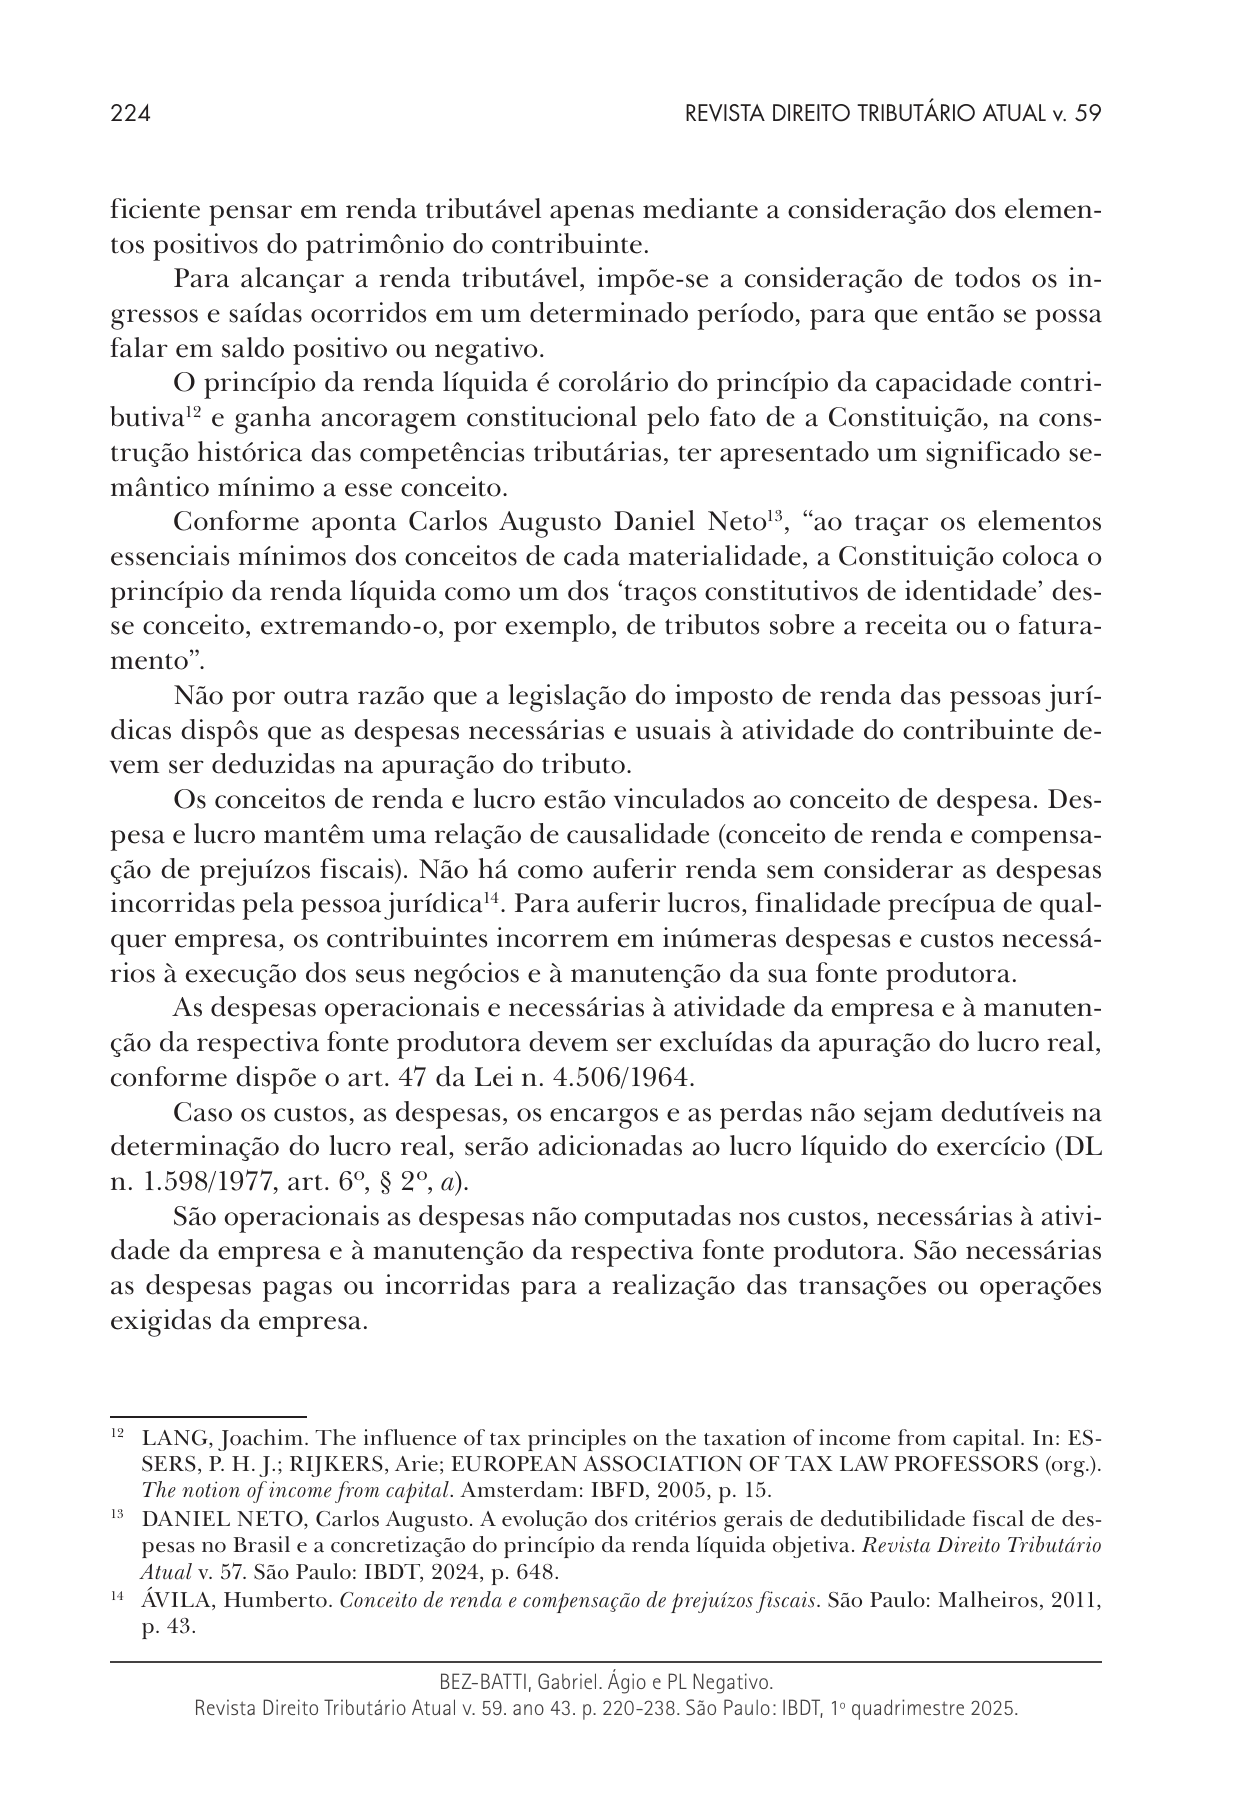 224
REVISTA DIREITO TRIBUTÁRIO ATUAL v. 59
ficiente pensar em renda tributável apenas mediante a consideração dos elemen-
tos positivos do patrimônio do contribuinte.
Para alcançar a renda tributável, impõe-se a consideração de todos os in-
gressos e saídas ocorridos em um determinado período, para que então se possa
falar em saldo positivo ou negativo.
O princípio da renda líquida é corolário do princípio da capacidade contri-
butiva¹² e ganha ancoragem constitucional pelo fato de a Constituição, na cons-
trução histórica das competências tributárias, ter apresentado um significado se-
mântico mínimo a esse conceito.
Conforme aponta Carlos Augusto Daniel Neto¹³, “ao traçar os elementos
essenciais mínimos dos conceitos de cada materialidade, a Constituição coloca o
princípio da renda líquida como um dos ‘traços constitutivos de identidade’ des-
se conceito, extremando-o, por exemplo, de tributos sobre a receita ou o fatura-
mento”.
Não por outra razão que a legislação do imposto de renda das pessoas jurí-
dicas dispôs que as despesas necessárias e usuais à atividade do contribuinte de-
vem ser deduzidas na apuração do tributo.
Os conceitos de renda e lucro estão vinculados ao conceito de despesa. Des-
pesa e lucro mantêm uma relação de causalidade (conceito de renda e compensa-
ção de prejuízos fiscais). Não há como auferir renda sem considerar as despesas
incorridas pela pessoa jurídica¹⁴. Para auferir lucros, finalidade precípua de qual-
quer empresa, os contribuintes incorrem em inúmeras despesas e custos necessá-
rios à execução dos seus negócios e à manutenção da sua fonte produtora.
As despesas operacionais e necessárias à atividade da empresa e à manuten-
ção da respectiva fonte produtora devem ser excluídas da apuração do lucro real,
conforme dispõe o art. 47 da Lei n. 4.506/1964.
Caso os custos, as despesas, os encargos e as perdas não sejam dedutíveis na
determinação do lucro real, serão adicionadas ao lucro líquido do exercício (DL
n. 1.598/1977, art. 6º, § 2º, a).
São operacionais as despesas não computadas nos custos, necessárias à ativi-
dade da empresa e à manutenção da respectiva fonte produtora. São necessárias
as despesas pagas ou incorridas para a realização das transações ou operações
exigidas da empresa.
¹² LANG, Joachim. The influence of tax principles on the taxation of income from capital. In: ES-
SERS, P. H. J.; RIJKERS, Arie; EUROPEAN ASSOCIATION OF TAX LAW PROFESSORS (org.).
The notion of income from capital. Amsterdam: IBFD, 2005, p. 15.
¹³ DANIEL NETO, Carlos Augusto. A evolução dos critérios gerais de dedutibilidade fiscal de des-
pesas no Brasil e a concretização do princípio da renda líquida objetiva. Revista Direito Tributário
Atual v. 57. São Paulo: IBDT, 2024, p. 648.
¹⁴ ÁVILA, Humberto. Conceito de renda e compensação de prejuízos fiscais. São Paulo: Malheiros, 2011,
p. 43.
BEZ-BATTI, Gabriel. Ágio e PL Negativo.
Revista Direito Tributário Atual v. 59. ano 43. p. 220-238. São Paulo: IBDT, 1º quadrimestre 2025.